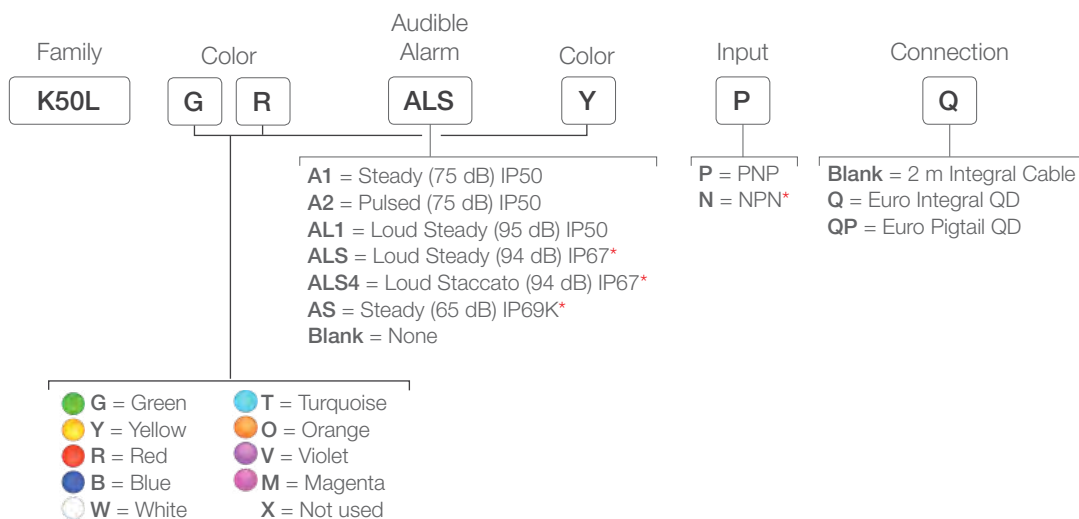 Family
Color
Audible
Alarm
Color
Input
Connection
K50L
G
R
ALS
Y
P
Q
A1 = Steady (75 dB) IP50
A2 = Pulsed (75 dB) IP50
AL1 = Loud Steady (95 dB) IP50
ALS = Loud Steady (94 dB) IP67*
ALS4 = Loud Staccato (94 dB) IP67*
AS = Steady (65 dB) IP69K*
Blank = None
P = PNP
N = NPN*
Blank = 2 m Integral Cable
Q = Euro Integral QD
QP = Euro Pigtail QD
G = Green
Y = Yellow
R = Red
B = Blue
W = White
T = Turquoise
O = Orange
V = Violet
M = Magenta
X = Not used